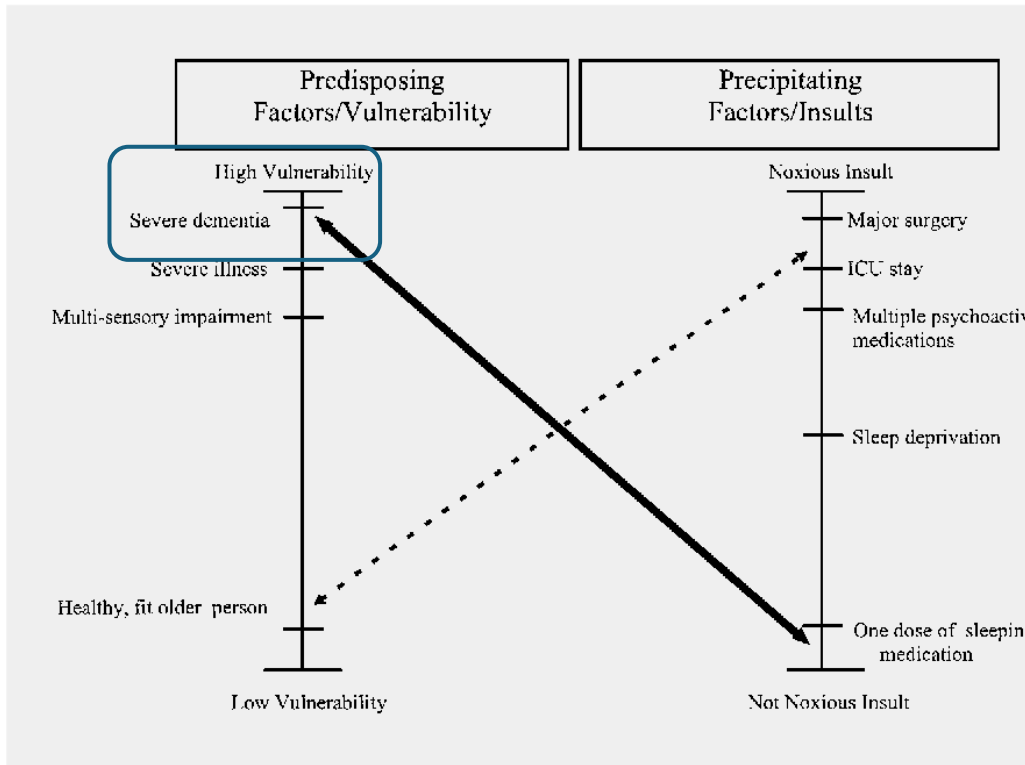 Predisposing
Factors/Vulnerability
Precipitating
Factors/Insults
High Vulnerability
Severe dementia
Severe illness
Multi-sensory impairment
Healthy, fit older person
Low Vulnerability
Noxious Insult
Major surgery
ICU stay
Multiple psychoactiv
medications
Sleep deprivation
One dose of sleepin
medication
Not Noxious Insult